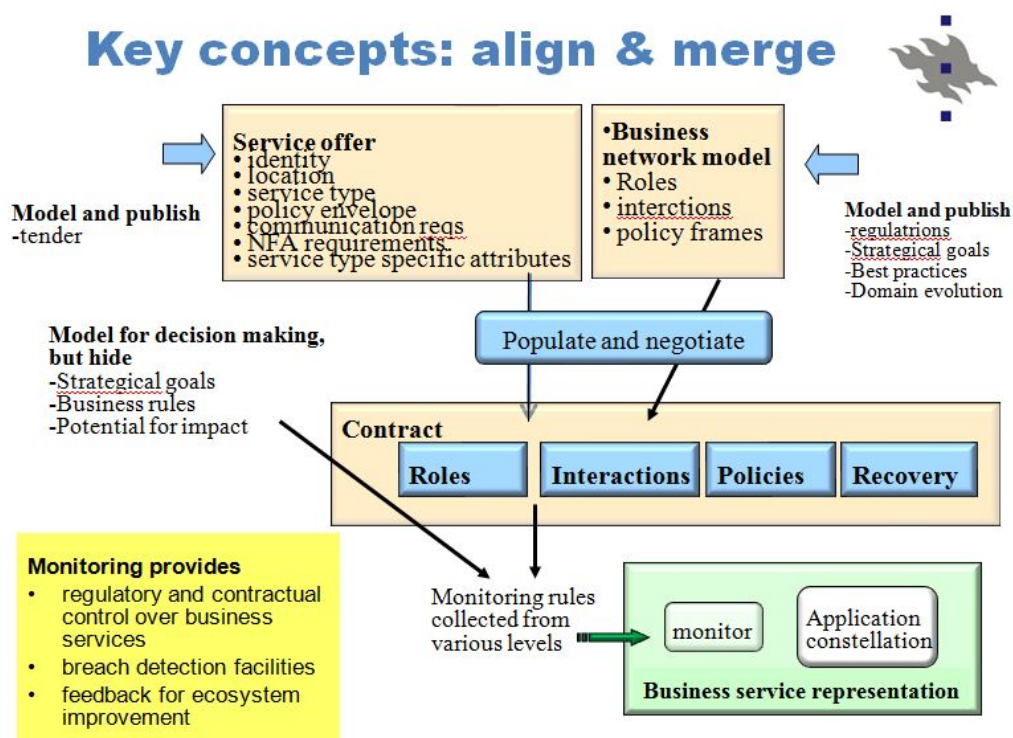 Key concepts: align & merge
Service offer
• identity
• location
• service type
• policy envelope
• communication reqs
• NFA requirements
• service type specific attributes
•Business
network model
• Roles
• interctions
• policy frames
Model and publish
-tender
Model and publish
-regulatrions
-Strategical goals
-Best practices
-Domain evolution
Populate and negotiate
Model for decision making,
but hide
-Strategical goals
-Business rules
-Potential for impact
Contract
Roles
Interactions
Policies
Recovery
Monitoring provides
• regulatory and contractual
control over business
services
• breach detection facilities
• feedback for ecosystem
improvement
Monitoring rules
collected from
various levels
monitor
Application
constellation
Business service representation